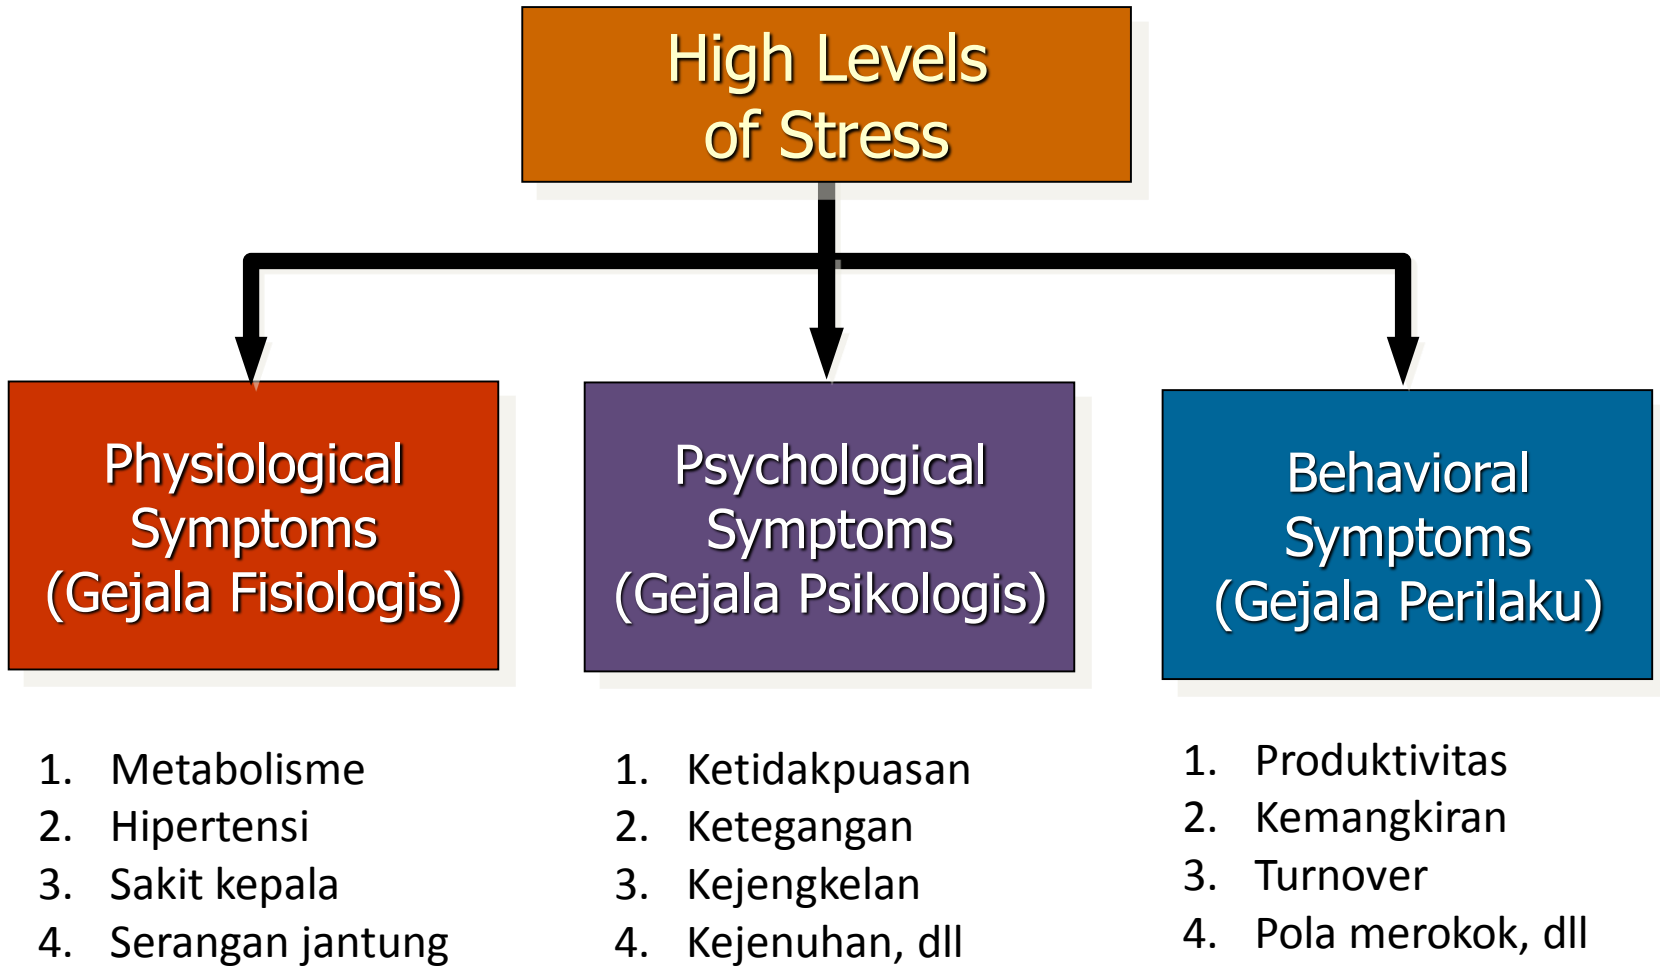 High Levels
of Stress
Physiological
Symptoms
(Gejala Fisiologis)
Psychological
Symptoms
(Gejala Psikologis)
Behavioral
Symptoms
(Gejala Perilaku)
1. Metabolisme
2. Hipertensi
3. Sakit kepala
4. Serangan jantung
1. Ketidakpuasan
2. Ketegangan
3. Kejengkelan
4. Kejenuhan, dll
1. Produktivitas
2. Kemangkiran
3. Turnover
4. Pola merokok, dll